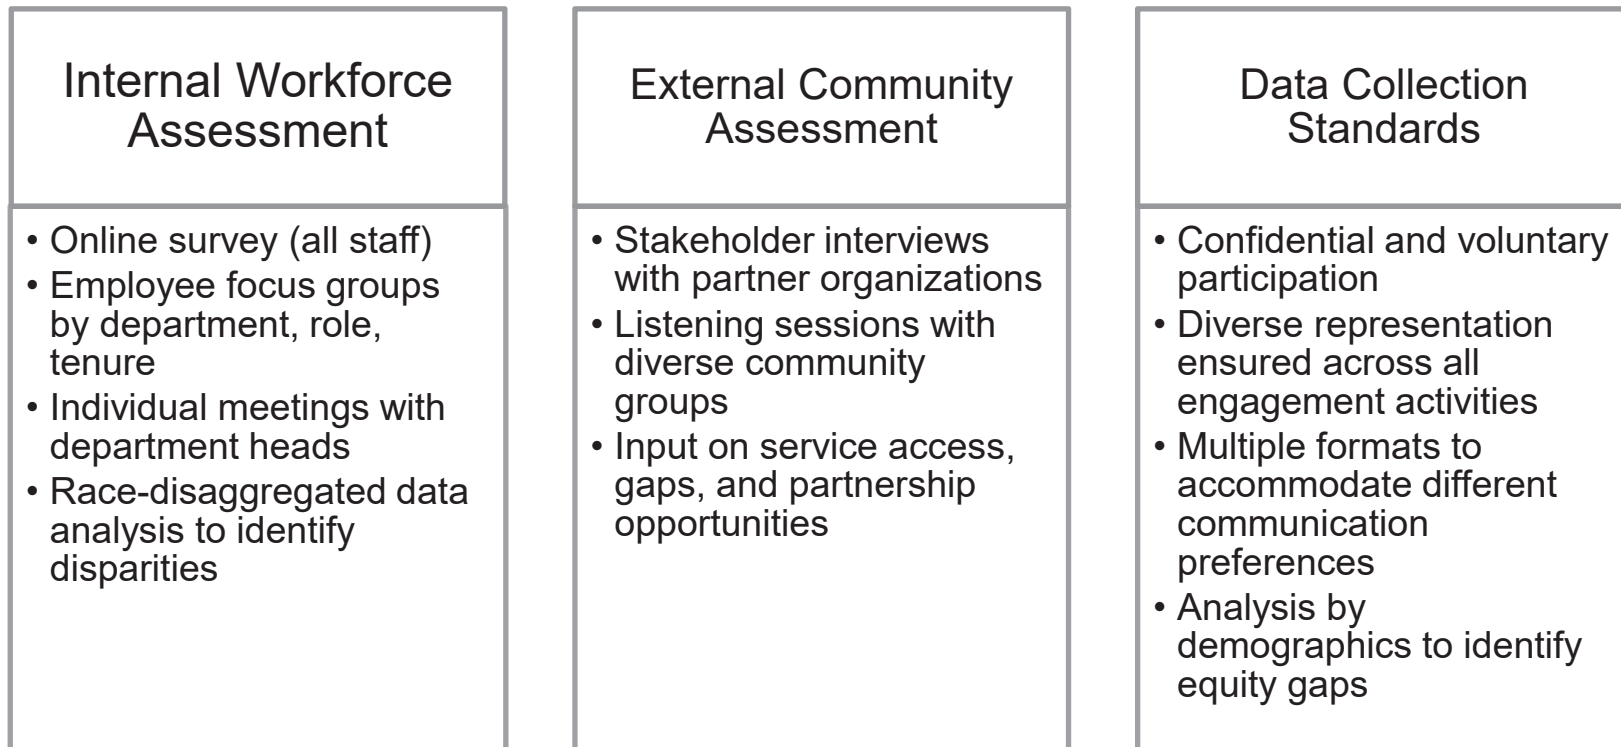 Internal Workforce
Assessment
• Online survey (all staff)
• Employee focus groups
by department, role,
tenure
• Individual meetings with
department heads
• Race-disaggregated data
analysis to identify
disparities
External Community
Assessment
• Stakeholder interviews
with partner organizations
• Listening sessions with
diverse community
groups
• Input on service access,
gaps, and partnership
opportunities
Data Collection
Standards
• Confidential and voluntary
participation
• Diverse representation
ensured across all
engagement activities
• Multiple formats to
accommodate different
communication
preferences
• Analysis by
demographics to identify
equity gaps